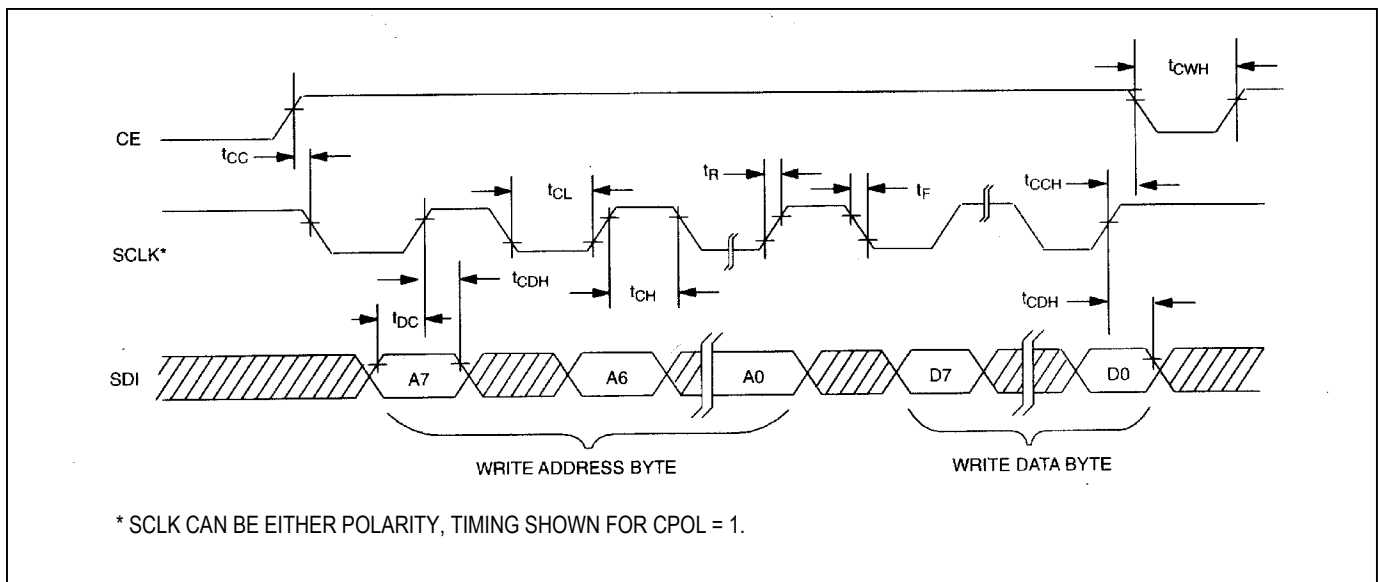 tCWH
CE
tCC
tCL
tR
tF
tCCH
SCLK*
tCDH
tCH
tCDH
tDC
SDI
A7
A6
A0
D7
D0
WRITE ADDRESS BYTE
WRITE DATA BYTE
* SCLK CAN BE EITHER POLARITY, TIMING SHOWN FOR CPOL = 1.